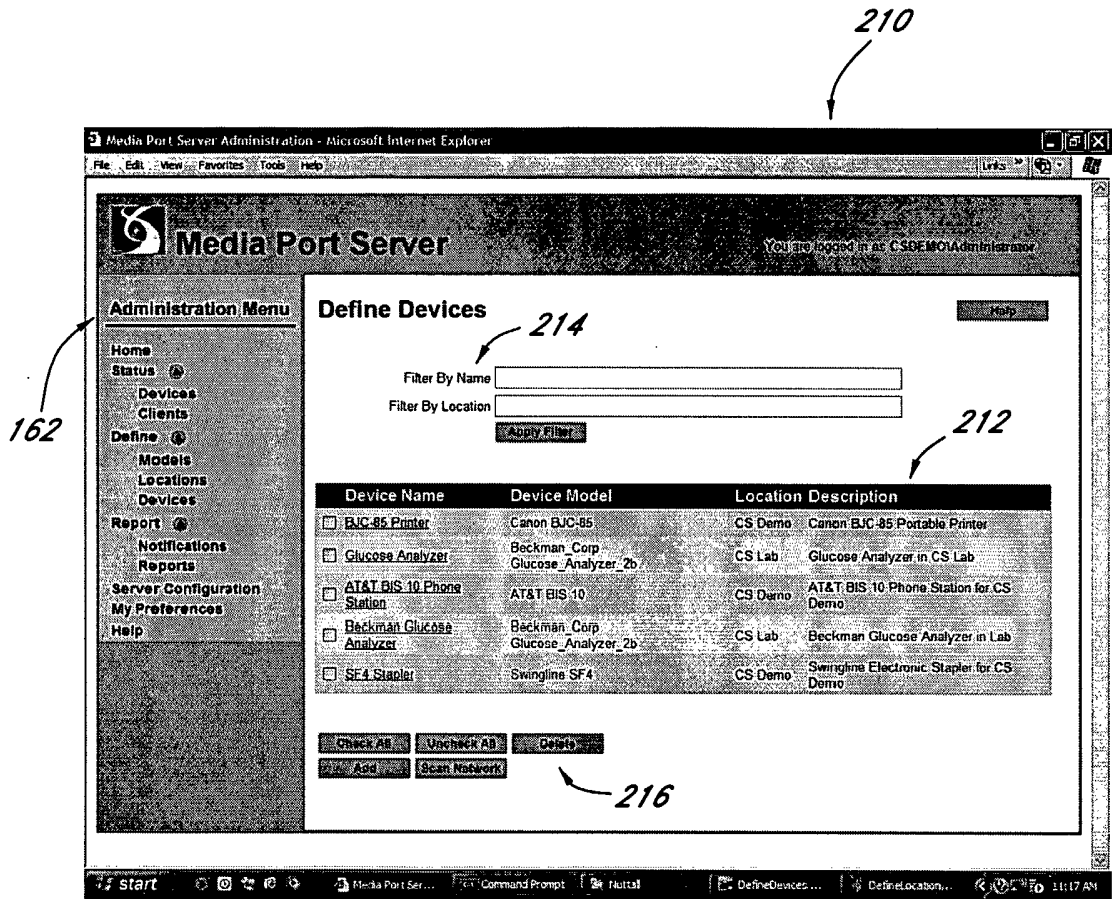 210
Media Port Server Administration - Microsoft Internet Explorer
File Edit View Favorites Tools Help
Links »
Media Port Server
You are logged in as CSDEMO\Administrator
Administration Menu
Home
Status
Devices
Clients
Define
Models
Locations
Devices
Report
Notifications
Reports
Server Configuration
My Preferences
Help
162
Define Devices
Help
214
Filter By Name
Filter By Location
Apply Filter
212
Device Name Device Model Location Description
BJC-85 Printer Canon BJC-85 CS Demo Canon BJC-85 Portable Printer
Glucose Analyzer Beckman_Corp Glucose_Analyzer_2b CS Lab Glucose Analyzer in CS Lab
AT&T BIS 10 Phone Station AT&T BIS 10 CS Demo AT&T BIS 10 Phone Station for CS Demo
Beckman Glucose Analyzer Beckman_Corp Glucose_Analyzer_2b CS Lab Beckman Glucose Analyzer in Lab
SF4 Stapler Swingline SF4 CS Demo Swingline Electronic Stapler for CS Demo
Check All Uncheck All Delete
Add Scan Network
216
start Media Port Ser... Command Prompt Nuttall DefineDevices ... DefineLocation... 11:17 AM